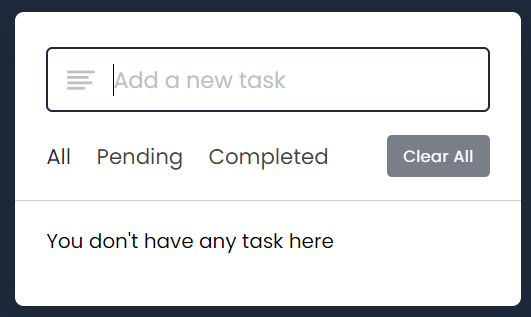 Add a new task
All Pending Completed Clear All
You don't have any task here